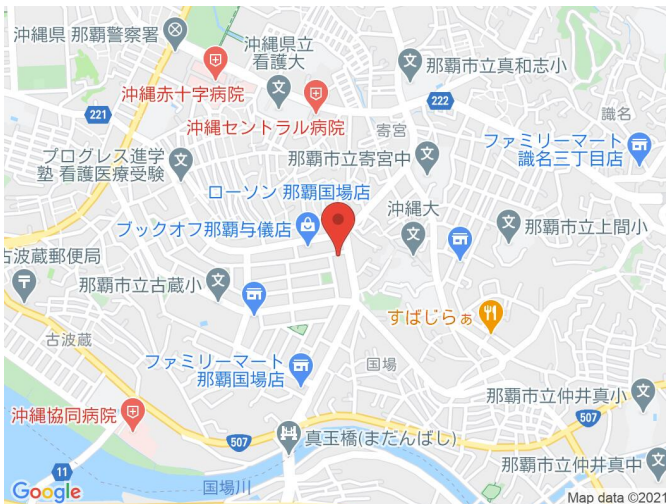 沖縄県 那覇警察署
沖縄県立
看護大
那覇市立真和志小
沖縄赤十字病院
222
221
沖縄セントラル病院
識名
寄宮
ファミリーマート
識名三丁目店
プログレス進学
塾 看護医療受験
那覇市立寄宮中
ローソン 那覇国場店
沖縄大
ブックオフ那覇与儀店
那覇市立上間小
古波蔵郵便局
那覇市立古蔵小
すばじらぁ
古波蔵
ファミリーマート
那覇国場店
国場
那覇市立仲井真小
沖縄協同病院
507
507
真玉橋(まだんばし)
那覇市立仲井真中
11
国場川
Google
Map data ©2021